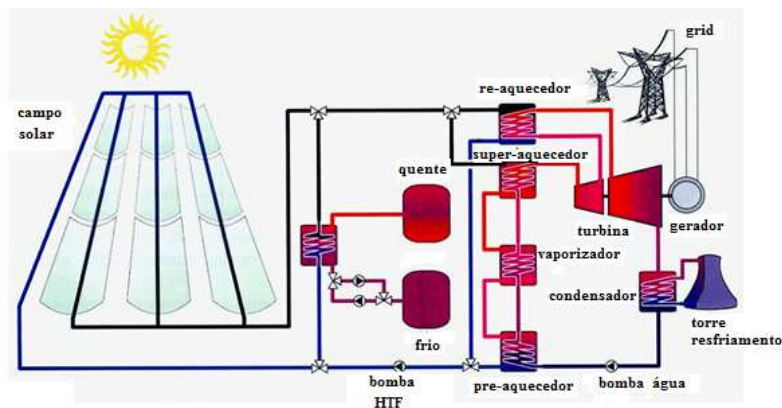 grid
re-aquecedor
campo
solar
super-aquecedor
quente
turbina
gerador
vaporizador
condensador
torre
resfriamento
frio
bomba
HTF
pre-aquecedor
bomba água